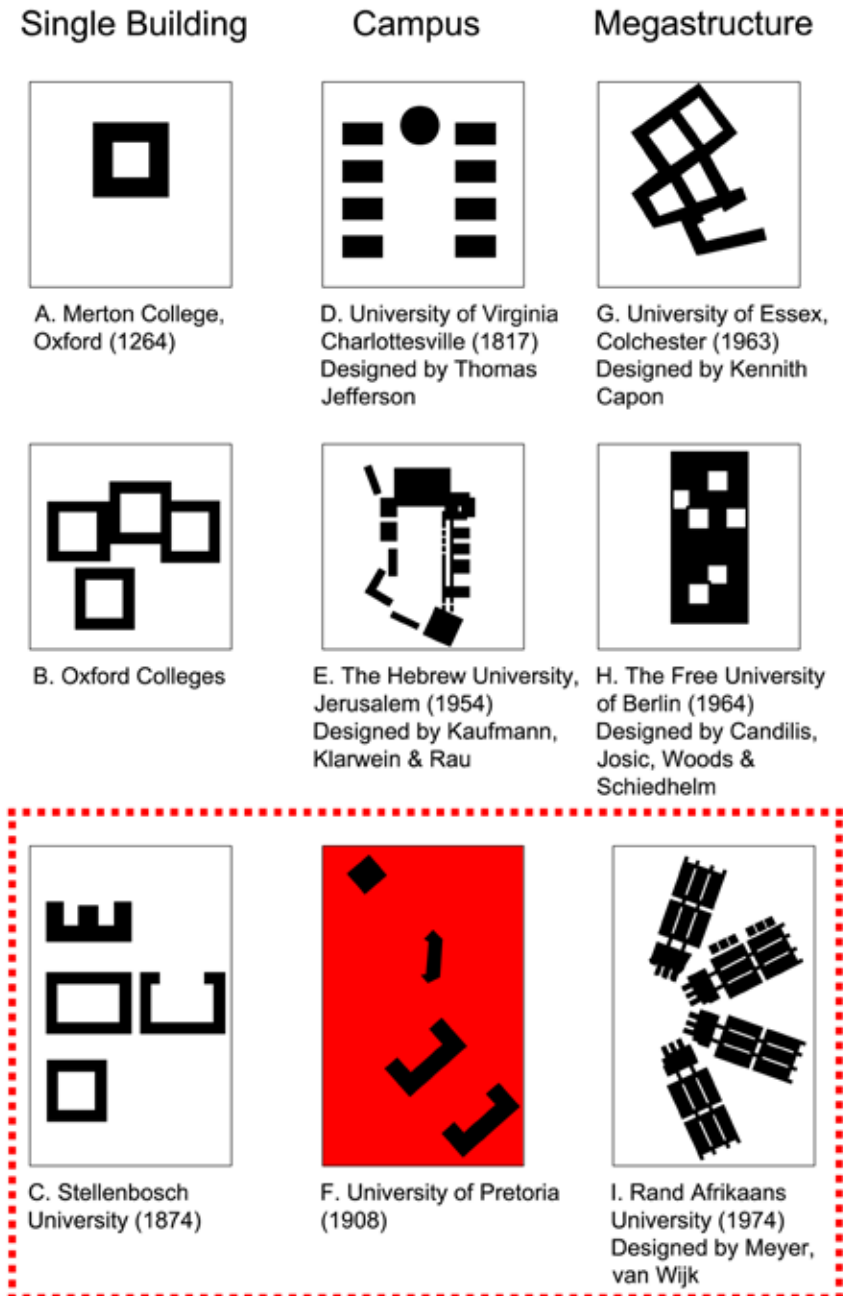 Single Building
Campus
Megastructure
A. Merton College,
Oxford (1264)
D. University of Virginia
Charlottesville (1817)
Designed by Thomas
Jefferson
G. University of Essex,
Colchester (1963)
Designed by Kennith
Capon
B. Oxford Colleges
E. The Hebrew University,
Jerusalem (1954)
Designed by Kaufmann,
Klarwein & Rau
H. The Free University
of Berlin (1964)
Designed by Candilis,
Josic, Woods &
Schiedhelm
C. Stellenbosch
University (1874)
F. University of Pretoria
(1908)
I. Rand Afrikaans
University (1974)
Designed by Meyer,
van Wijk